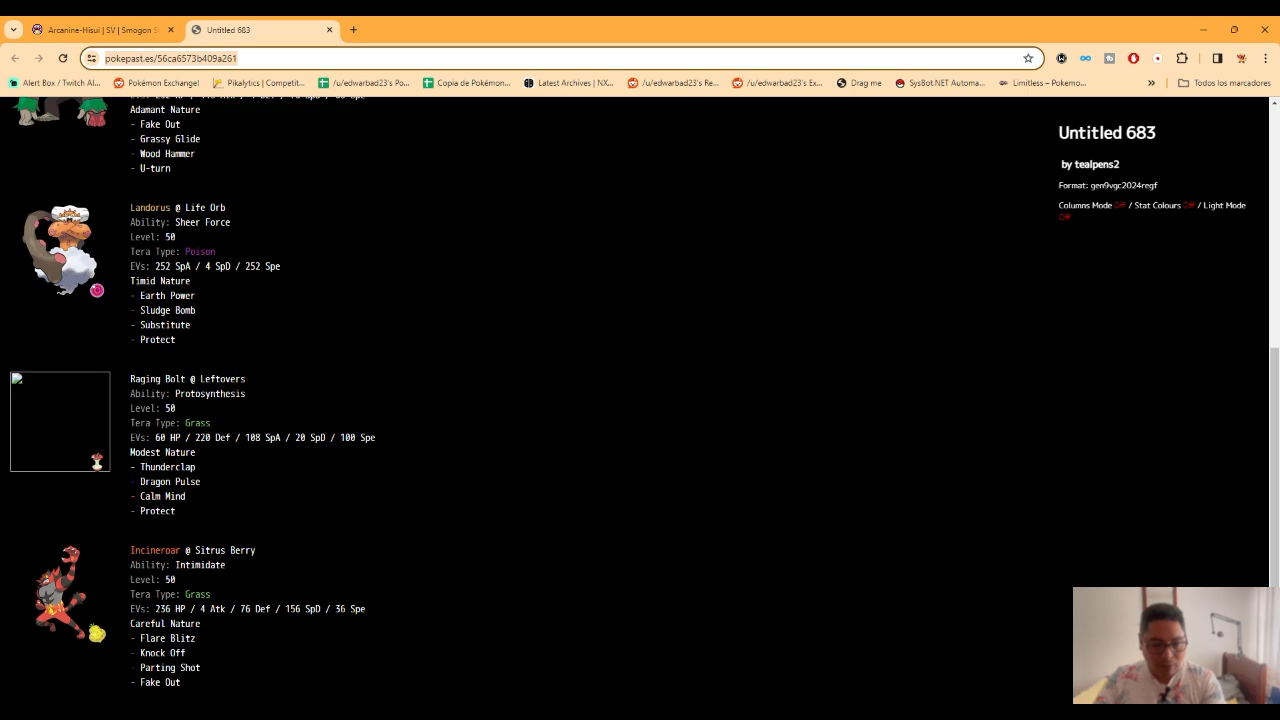 Arcanine-Hisui | SV | Smogon S
Untitled 683
pokepast.es/56ca6573b409a261
Alert Box / Twitch Al...
Pokémon Exchange!
Pikalytics | Competit...
/u/edwarbad23's Po...
Copia de Pokémon...
Latest Archives | NX...
/u/edwarbad23's Re...
/u/edwarbad23's Ex...
Drag me
SysBot.NET Automa...
Limitless – Pokemo...
Todos los marcadores
Adamant Nature
- Fake Out
- Grassy Glide
- Wood Hammer
- U-turn
Landorus @ Life Orb
Ability: Sheer Force
Level: 50
Tera Type: Poison
EVs: 252 SpA / 4 SpD / 252 Spe
Timid Nature
- Earth Power
- Sludge Bomb
- Substitute
- Protect
Raging Bolt @ Leftovers
Ability: Protosynthesis
Level: 50
Tera Type: Grass
EVs: 60 HP / 220 Def / 108 SpA / 20 SpD / 100 Spe
Modest Nature
- Thunderclap
- Dragon Pulse
- Calm Mind
- Protect
Incineroar @ Sitrus Berry
Ability: Intimidate
Level: 50
Tera Type: Grass
EVs: 236 HP / 4 Atk / 76 Def / 156 SpD / 36 Spe
Careful Nature
- Flare Blitz
- Knock Off
- Parting Shot
- Fake Out
Untitled 683
by tealpens2
Format: gen9vgc2024regf
Columns Mode Off / Stat Colours Off / Light Mode
Off